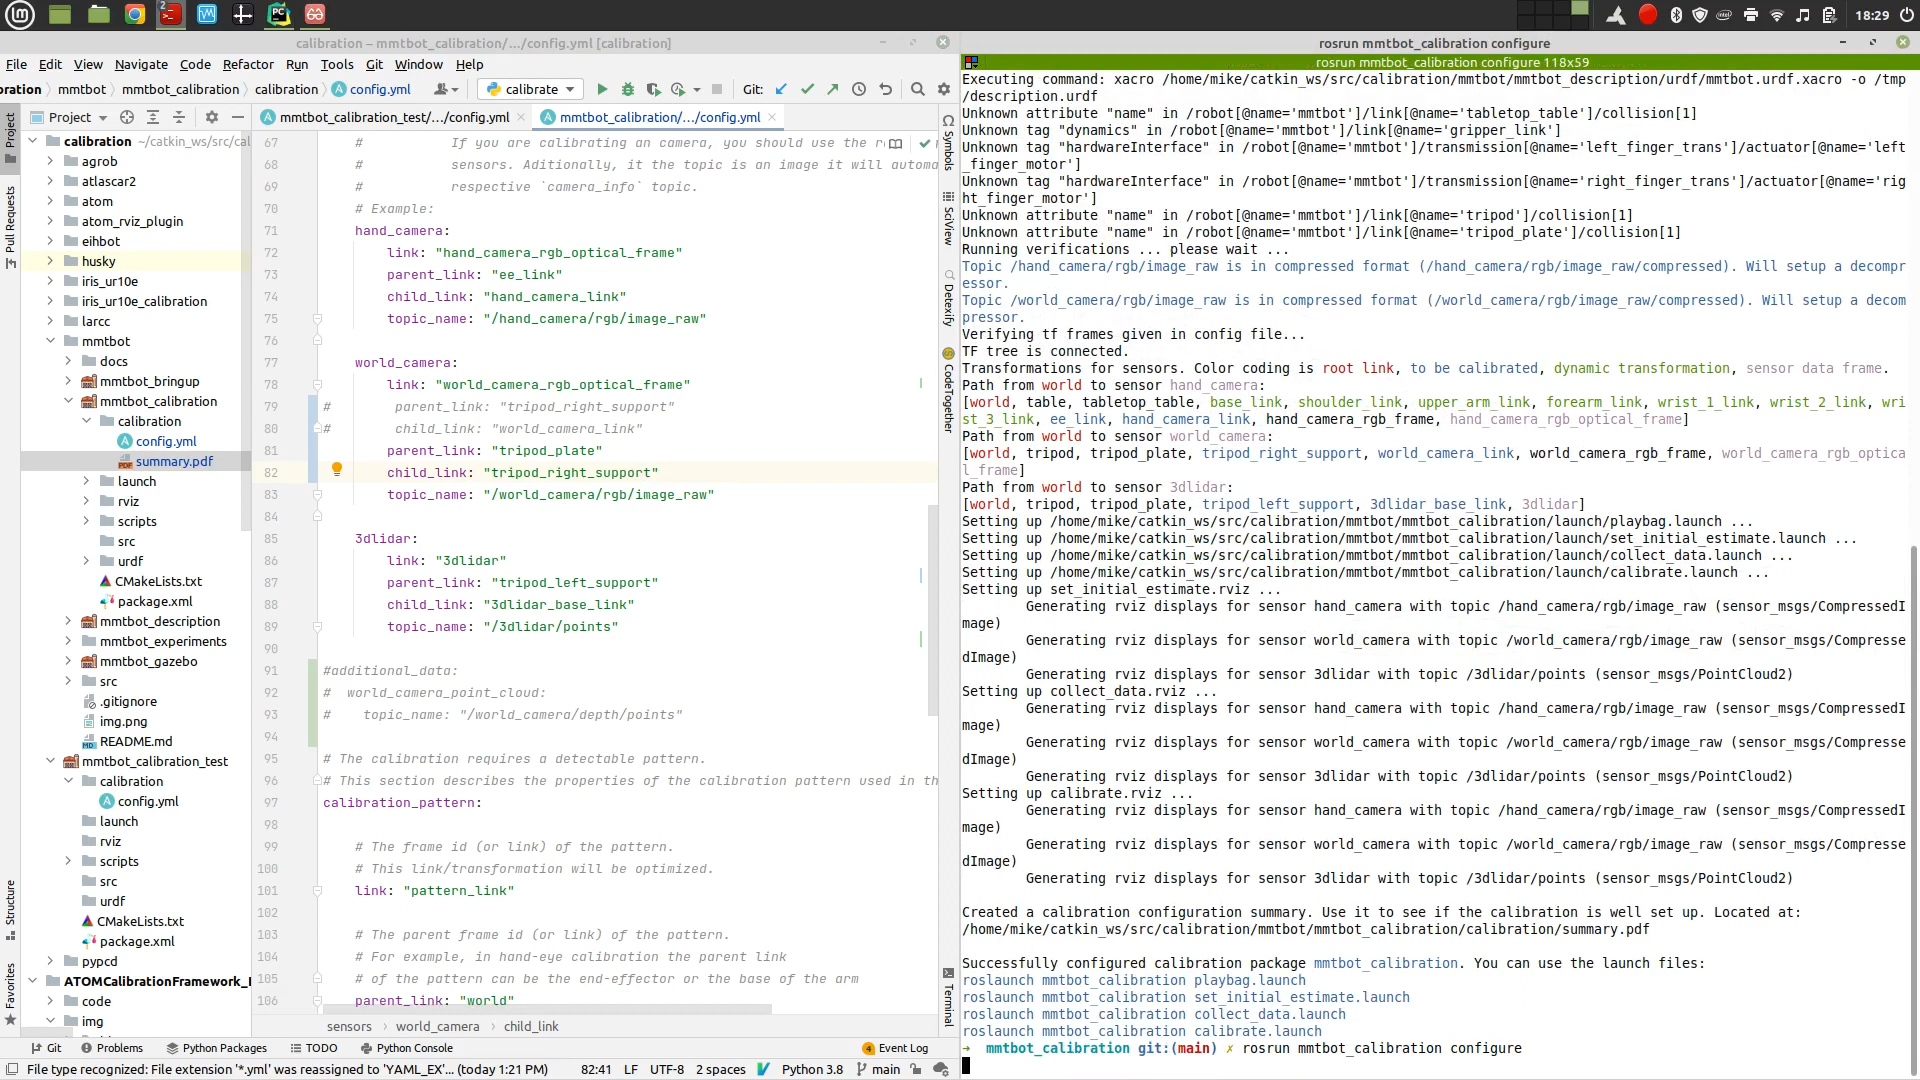 2
18:29
calibration – mmtbot_calibration/.../config.yml [calibration]
File Edit View Navigate Code Refactor Run Tools Git Window Help
oration mmtbot mmtbot_calibration calibration config.yml calibrate Git:
Project
mmtbot_calibration_test/.../config.yml
mmtbot_calibration/.../config.yml
Project
Pull Requests
Structure
Favorites
calibration ~/catkin_ws/src/cal
agrob
atlascar2
atom
atom_rviz_plugin
eihbot
husky
iris_ur10e
iris_ur10e_calibration
larcc
mmtbot
docs
mmtbot_bringup
mmtbot_calibration
calibration
config.yml
summary.pdf
launch
rviz
scripts
src
urdf
CMakeLists.txt
package.xml
mmtbot_description
mmtbot_experiments
mmtbot_gazebo
src
.gitignore
img.png
README.md
mmtbot_calibration_test
calibration
config.yml
launch
rviz
scripts
src
urdf
CMakeLists.txt
package.xml
pypcd
ATOMCalibrationFramework_I
code
img
67 # If you are calibrating an camera, you should use the r
68 # sensors. Aditionally, it the topic is an image it will automa
69 # respective `camera_info` topic.
70 # Example:
71 hand_camera:
72 link: "hand_camera_rgb_optical_frame"
73 parent_link: "ee_link"
74 child_link: "hand_camera_link"
75 topic_name: "/hand_camera/rgb/image_raw"
76
77 world_camera:
78 link: "world_camera_rgb_optical_frame"
79 # parent_link: "tripod_right_support"
80 # child_link: "world_camera_link"
81 parent_link: "tripod_plate"
82 child_link: "tripod_right_support"
83 topic_name: "/world_camera/rgb/image_raw"
84
85 3dlidar:
86 link: "3dlidar"
87 parent_link: "tripod_left_support"
88 child_link: "3dlidar_base_link"
89 topic_name: "/3dlidar/points"
90
91 #additional_data:
92 # world_camera_point_cloud:
93 # topic_name: "/world_camera/depth/points"
94
95 # The calibration requires a detectable pattern.
96 # This section describes the properties of the calibration pattern used in th
97 calibration_pattern:
98
99 # The frame id (or link) of the pattern.
100 # This link/transformation will be optimized.
101 link: "pattern_link"
102
103 # The parent frame id (or link) of the pattern.
104 # For example, in hand-eye calibration the parent link
105 # of the pattern can be the end-effector or the base of the arm
106 parent_link: "world"
sensors › world_camera › child_link
Symbols
SciView
Detexify
CodeTogether
Terminal
Git Problems Python Packages TODO Python Console 4 Event Log
File type recognized: File extension '*.yml' was reassigned to 'YAML_EX'... (today 1:21 PM) 82:41 LF UTF-8 2 spaces Python 3.8 main
rosrun mmtbot_calibration configure
rosrun mmtbot_calibration configure 118x59
Executing command: xacro /home/mike/catkin_ws/src/calibration/mmtbot/mmtbot_description/urdf/mmtbot.urdf.xacro -o /tmp
/description.urdf
Unknown attribute "name" in /robot[@name='mmtbot']/link[@name='tabletop_table']/collision[1]
Unknown tag "dynamics" in /robot[@name='mmtbot']/link[@name='gripper_link']
Unknown tag "hardwareInterface" in /robot[@name='mmtbot']/transmission[@name='left_finger_trans']/actuator[@name='left
_finger_motor']
Unknown tag "hardwareInterface" in /robot[@name='mmtbot']/transmission[@name='right_finger_trans']/actuator[@name='rig
ht_finger_motor']
Unknown attribute "name" in /robot[@name='mmtbot']/link[@name='tripod']/collision[1]
Unknown attribute "name" in /robot[@name='mmtbot']/link[@name='tripod_plate']/collision[1]
Running verifications ... please wait ...
Topic /hand_camera/rgb/image_raw is in compressed format (/hand_camera/rgb/image_raw/compressed). Will setup a decompr
essor.
Topic /world_camera/rgb/image_raw is in compressed format (/world_camera/rgb/image_raw/compressed). Will setup a decom
pressor.
Verifying tf frames given in config file...
TF tree is connected.
Transformations for sensors. Color coding is root link, to be calibrated, dynamic transformation, sensor data frame.
Path from world to sensor hand_camera:
[world, table, tabletop_table, base_link, shoulder_link, upper_arm_link, forearm_link, wrist_1_link, wrist_2_link, wri
st_3_link, ee_link, hand_camera_link, hand_camera_rgb_frame, hand_camera_rgb_optical_frame]
Path from world to sensor world_camera:
[world, tripod, tripod_plate, tripod_right_support, world_camera_link, world_camera_rgb_frame, world_camera_rgb_optica
l_frame]
Path from world to sensor 3dlidar:
[world, tripod, tripod_plate, tripod_left_support, 3dlidar_base_link, 3dlidar]
Setting up /home/mike/catkin_ws/src/calibration/mmtbot/mmtbot_calibration/launch/playbag.launch ...
Setting up /home/mike/catkin_ws/src/calibration/mmtbot/mmtbot_calibration/launch/set_initial_estimate.launch ...
Setting up /home/mike/catkin_ws/src/calibration/mmtbot/mmtbot_calibration/launch/collect_data.launch ...
Setting up /home/mike/catkin_ws/src/calibration/mmtbot/mmtbot_calibration/launch/calibrate.launch ...
Setting up set_initial_estimate.rviz ...
Generating rviz displays for sensor hand_camera with topic /hand_camera/rgb/image_raw (sensor_msgs/CompressedI
mage)
Generating rviz displays for sensor world_camera with topic /world_camera/rgb/image_raw (sensor_msgs/Compresse
dImage)
Generating rviz displays for sensor 3dlidar with topic /3dlidar/points (sensor_msgs/PointCloud2)
Setting up collect_data.rviz ...
Generating rviz displays for sensor hand_camera with topic /hand_camera/rgb/image_raw (sensor_msgs/CompressedI
mage)
Generating rviz displays for sensor world_camera with topic /world_camera/rgb/image_raw (sensor_msgs/Compresse
dImage)
Generating rviz displays for sensor 3dlidar with topic /3dlidar/points (sensor_msgs/PointCloud2)
Setting up calibrate.rviz ...
Generating rviz displays for sensor hand_camera with topic /hand_camera/rgb/image_raw (sensor_msgs/CompressedI
mage)
Generating rviz displays for sensor world_camera with topic /world_camera/rgb/image_raw (sensor_msgs/Compresse
dImage)
Generating rviz displays for sensor 3dlidar with topic /3dlidar/points (sensor_msgs/PointCloud2)
Created a calibration configuration summary. Use it to see if the calibration is well set up. Located at:
/home/mike/catkin_ws/src/calibration/mmtbot/mmtbot_calibration/calibration/summary.pdf
Successfully configured calibration package mmtbot_calibration. You can use the launch files:
roslaunch mmtbot_calibration playbag.launch
roslaunch mmtbot_calibration set_initial_estimate.launch
roslaunch mmtbot_calibration collect_data.launch
roslaunch mmtbot_calibration calibrate.launch
→ mmtbot_calibration git:(main) ✗ rosrun mmtbot_calibration configure